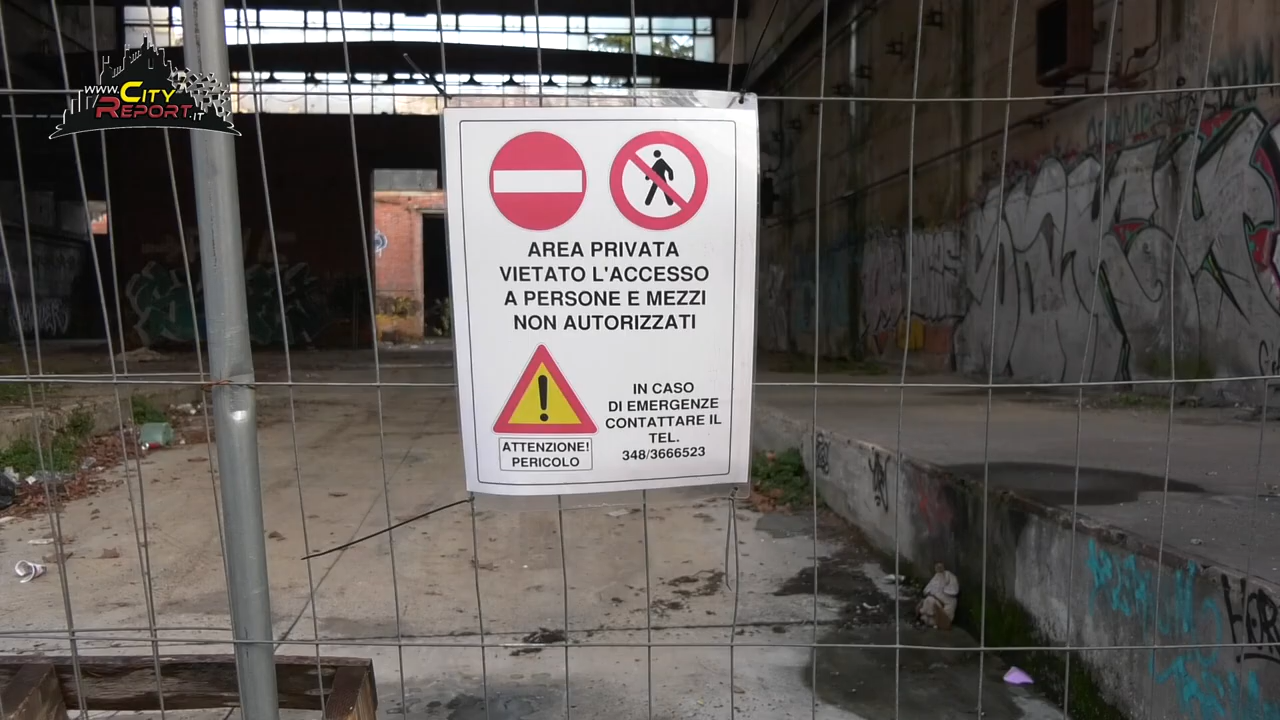 www.CITY
REPORT.IT
AREA PRIVATA
VIETATO L'ACCESSO
A PERSONE E MEZZI
NON AUTORIZZATI
ATTENZIONE!
PERICOLO
IN CASO
DI EMERGENZE
CONTATTARE IL
TEL.
348/3666523